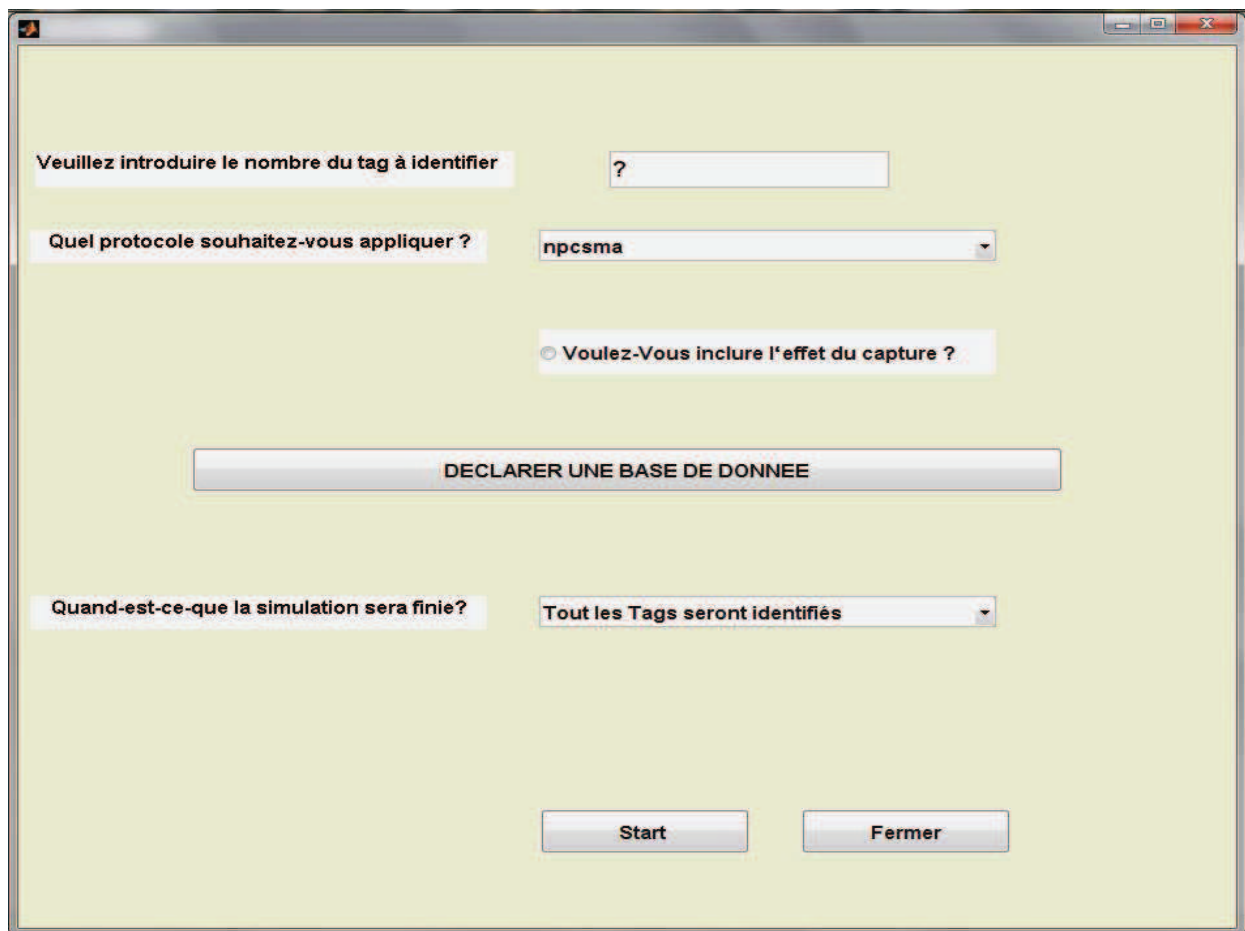 Veuillez introduire le nombre du tag à identifier
?
Quel protocole souhaitez-vous appliquer ?
npcsma
Voulez-Vous inclure l'effet du capture ?
DECLARER UNE BASE DE DONNEE
Quand-est-ce-que la simulation sera finie?
Tout les Tags seront identifiés
Start
Fermer